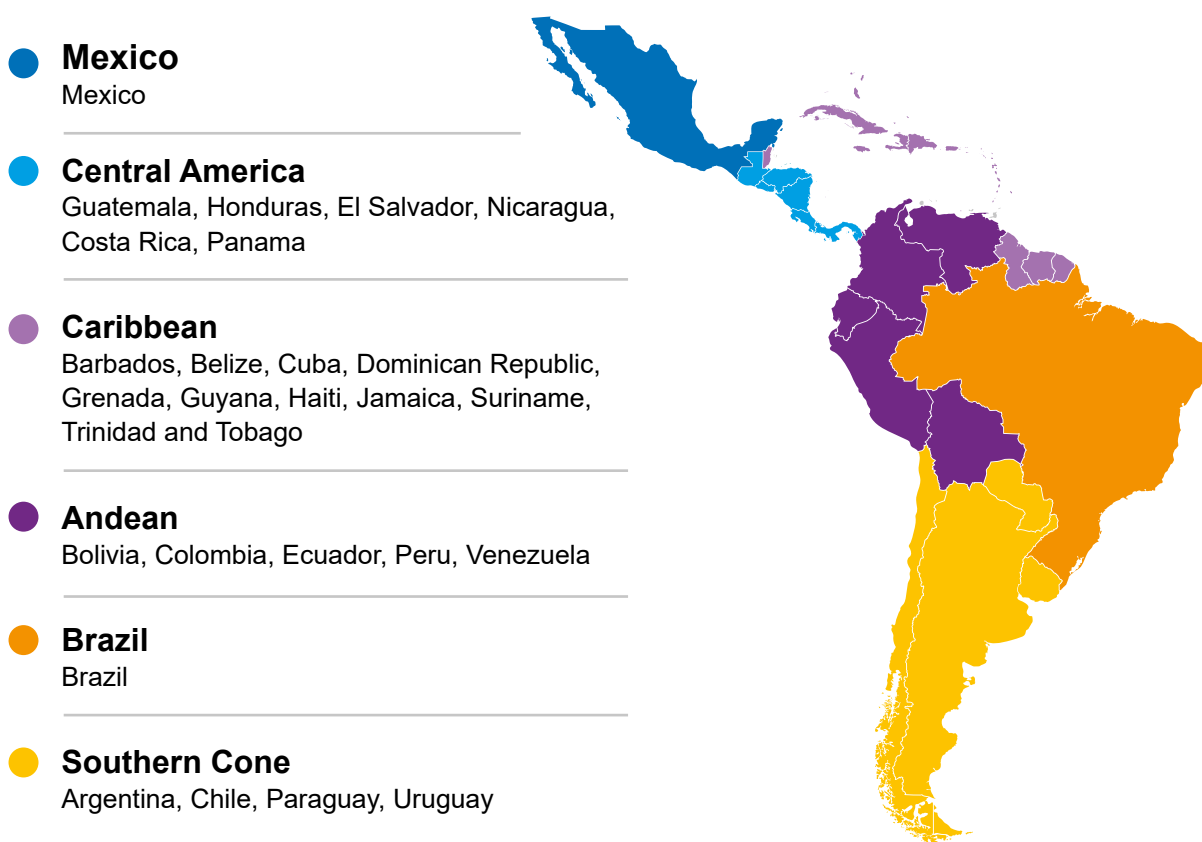 Mexico
Mexico
Central America
Guatemala, Honduras, El Salvador, Nicaragua,
Costa Rica, Panama
Caribbean
Barbados, Belize, Cuba, Dominican Republic,
Grenada, Guyana, Haiti, Jamaica, Suriname,
Trinidad and Tobago
Andean
Bolivia, Colombia, Ecuador, Peru, Venezuela
Brazil
Brazil
Southern Cone
Argentina, Chile, Paraguay, Uruguay